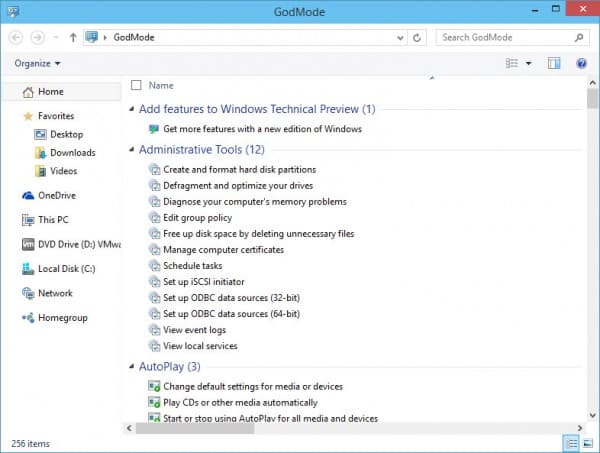 GodMode
GodMode
Search GodMode
Organize
Name
Home
Favorites
Desktop
Downloads
Videos
OneDrive
This PC
DVD Drive (D:) VMwa
Local Disk (C:)
Network
Homegroup
Add features to Windows Technical Preview (1)
Get more features with a new edition of Windows
Administrative Tools (12)
Create and format hard disk partitions
Defragment and optimize your drives
Diagnose your computer's memory problems
Edit group policy
Free up disk space by deleting unnecessary files
Manage computer certificates
Schedule tasks
Set up iSCSI initiator
Set up ODBC data sources (32-bit)
Set up ODBC data sources (64-bit)
View event logs
View local services
AutoPlay (3)
Change default settings for media or devices
Play CDs or other media automatically
Start or stop using AutoPlay for all media and devices
256 items